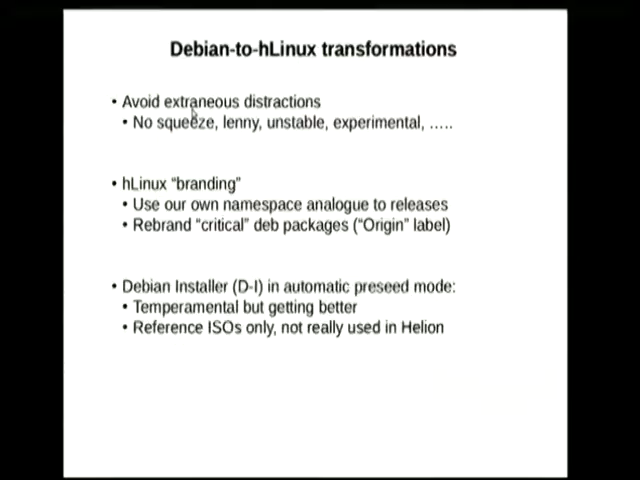 Debian-to-hLinux transformations
• Avoid extraneous distractions
• No squeeze, lenny, unstable, experimental, .....
• hLinux “branding”
• Use our own namespace analogue to releases
• Rebrand “critical” deb packages (“Origin” label)
• Debian Installer (D-I) in automatic preseed mode:
• Temperamental but getting better
• Reference ISOs only, not really used in Helion